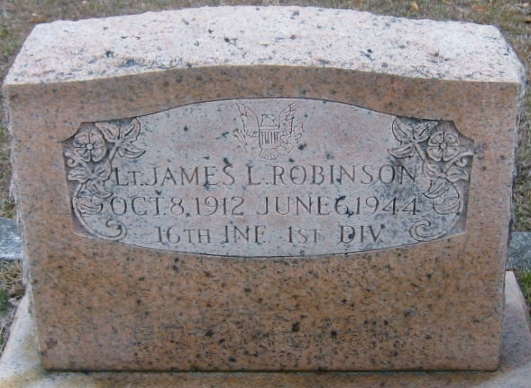 LT. JAMES L. ROBINSON
OCT. 8, 1912 JUNE 6, 1944
16TH INF 1ST DIV.